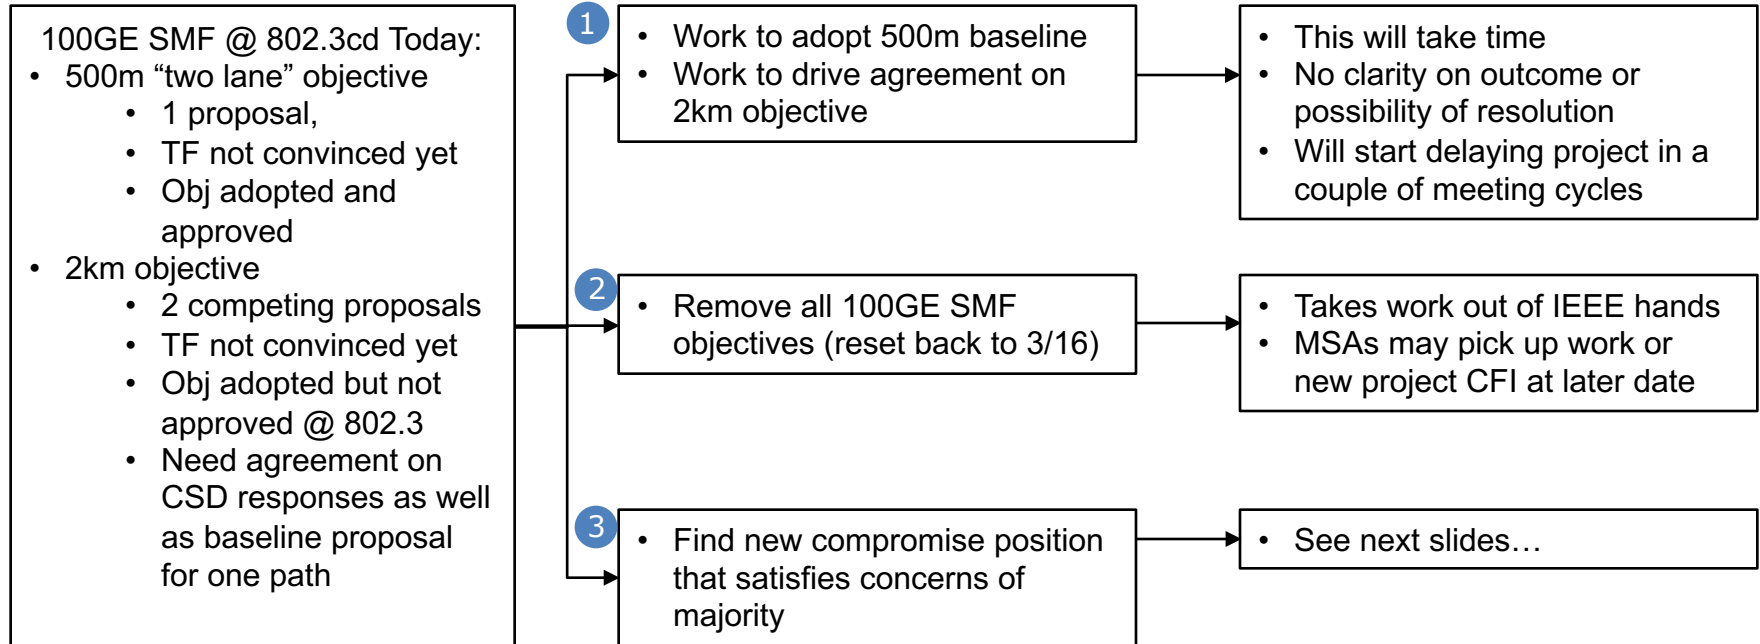 100GE SMF @ 802.3cd Today:
• 500m “two lane” objective
• 1 proposal,
• TF not convinced yet
• Obj adopted and
approved
• 2km objective
• 2 competing proposals
• TF not convinced yet
• Obj adopted but not
approved @ 802.3
• Need agreement on
CSD responses as well
as baseline proposal
for one path
1
• Work to adopt 500m baseline
• Work to drive agreement on
2km objective
• This will take time
• No clarity on outcome or
possibility of resolution
• Will start delaying project in a
couple of meeting cycles
2
• Remove all 100GE SMF
objectives (reset back to 3/16)
• Takes work out of IEEE hands
• MSAs may pick up work or
new project CFI at later date
3
• Find new compromise position
that satisfies concerns of
majority
• See next slides…